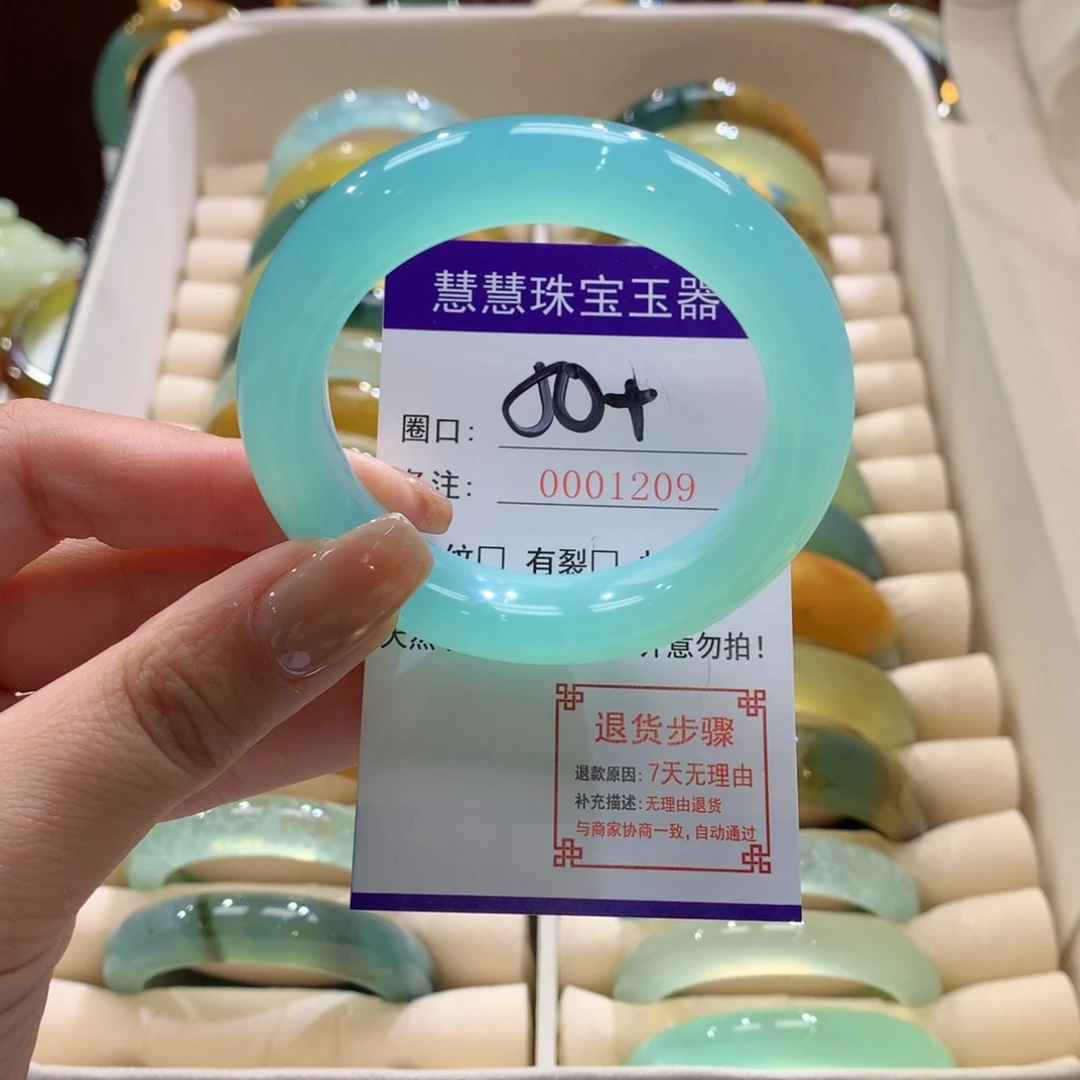 慧慧珠宝玉器
圈口:
注: 0001209
纹□ 有裂□
意勿拍!
退货步骤
退款原因: 7天无理由
补充描述: 无理由退货
与商家协商一致, 自动通过